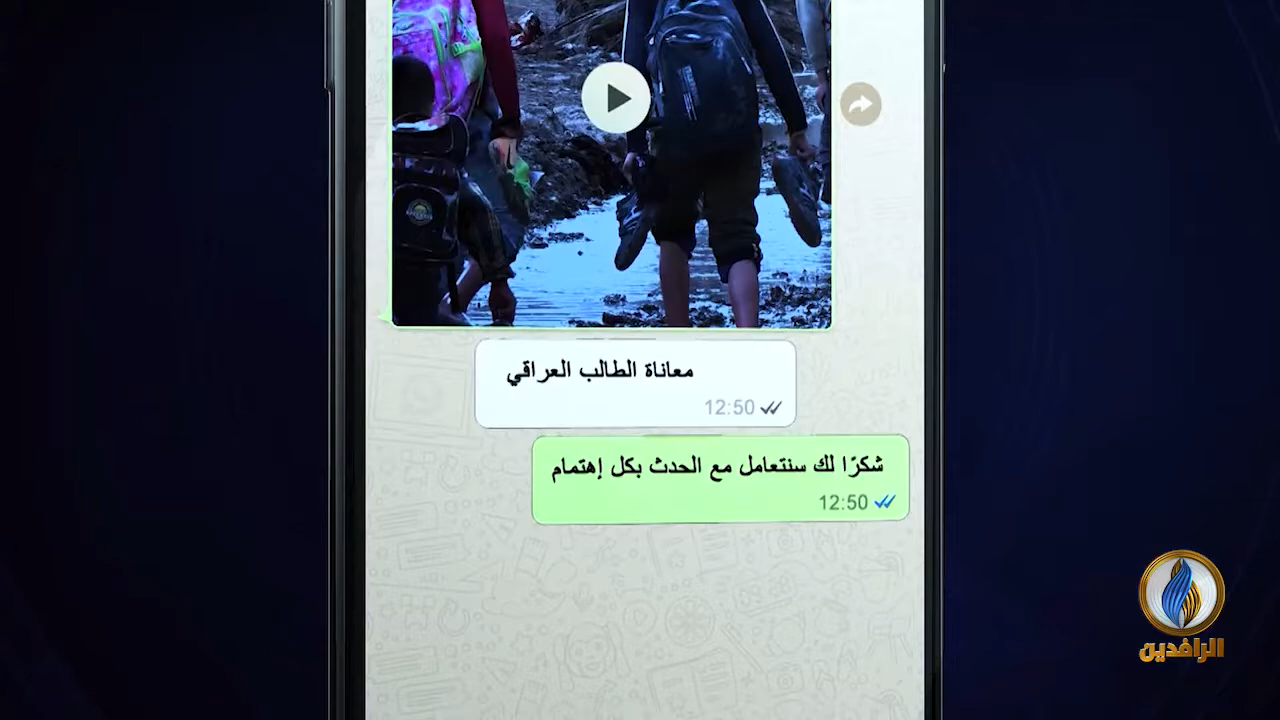 معاناة الطالب العراقي
12:50
شكرًا لك سنتعامل مع الحدث بكل إهتمام
12:50
الرافدين